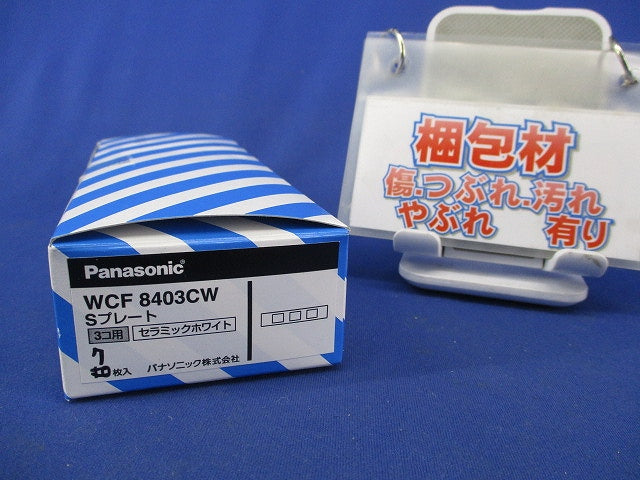 梱包材
傷.つぶれ.汚れ
やぶれ 有り
Panasonic
WCF 8403CW
Sプレート
3コ用 セラミックホワイト
枚入 パナソニック株式会社